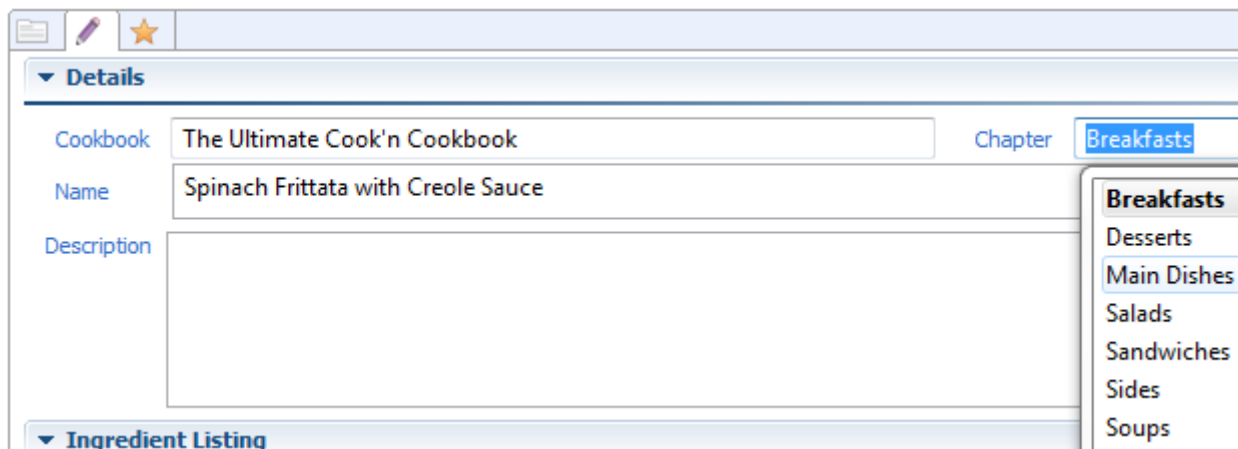 Details
Cookbook The Ultimate Cook'n Cookbook Chapter Breakfasts
Name Spinach Frittata with Creole Sauce
Description
Breakfasts
Desserts
Main Dishes
Salads
Sandwiches
Sides
Soups
Ingredient Listing